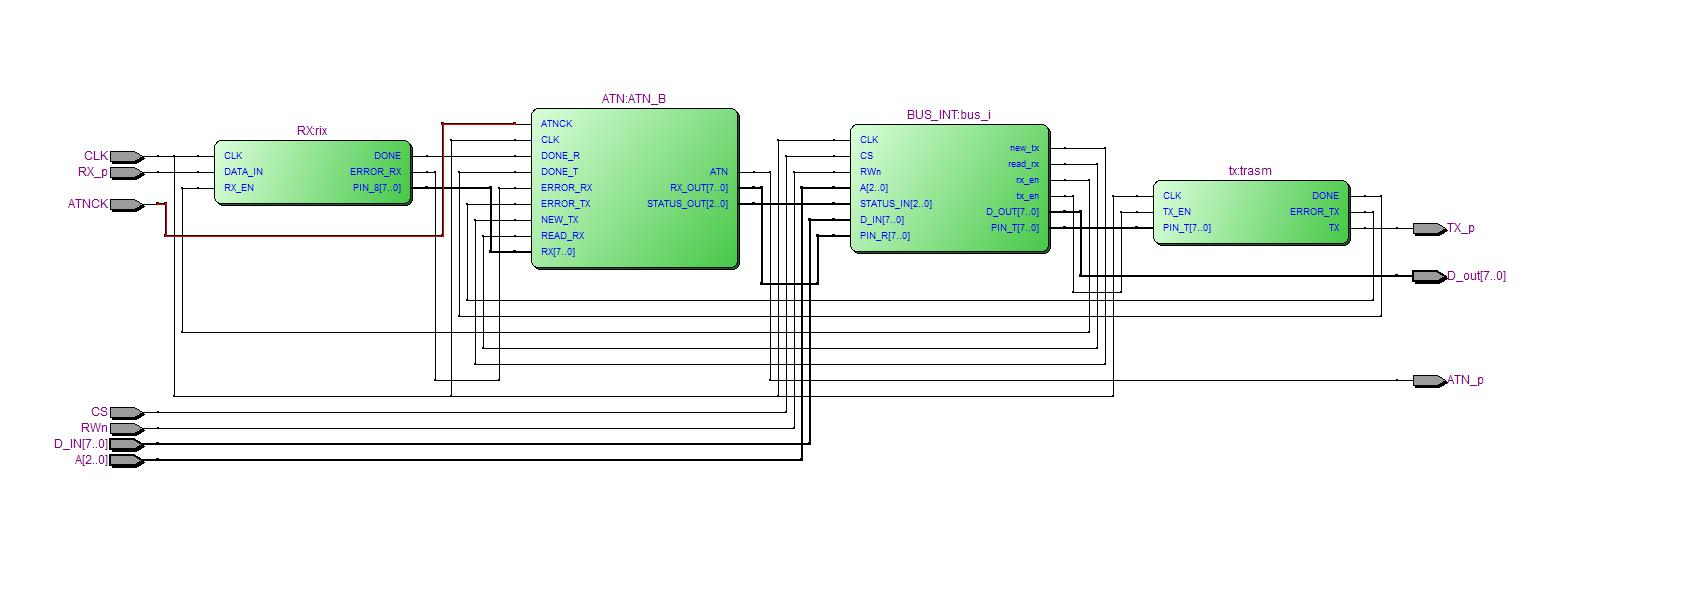 RX:rix
CLK
DATA_IN
RX_EN
DONE
ERROR_RX
PIN_8[7..0]
ATN:ATN_B
ATNCK
CLK
DONE_R
DONE_T
ERROR_RX
ERROR_TX
NEW_TX
READ_RX
RX[7..0]
ATN
RX_OUT[7..0]
STATUS_OUT[2..0]
BUS_INT:bus_i
CLK
CS
RWn
A[2..0]
STATUS_IN[2..0]
D_IN[7..0]
PIN_R[7..0]
new_tx
read_rx
rx_en
tx_en
D_OUT[7..0]
PIN_T[7..0]
tx:trasm
CLK
TX_EN
PIN_T[7..0]
DONE
ERROR_TX
TX
CLK
RX_p
ATNCK
CS
RWn
D_IN[7..0]
A[2..0]
TX_p
D_out[7..0]
ATN_p